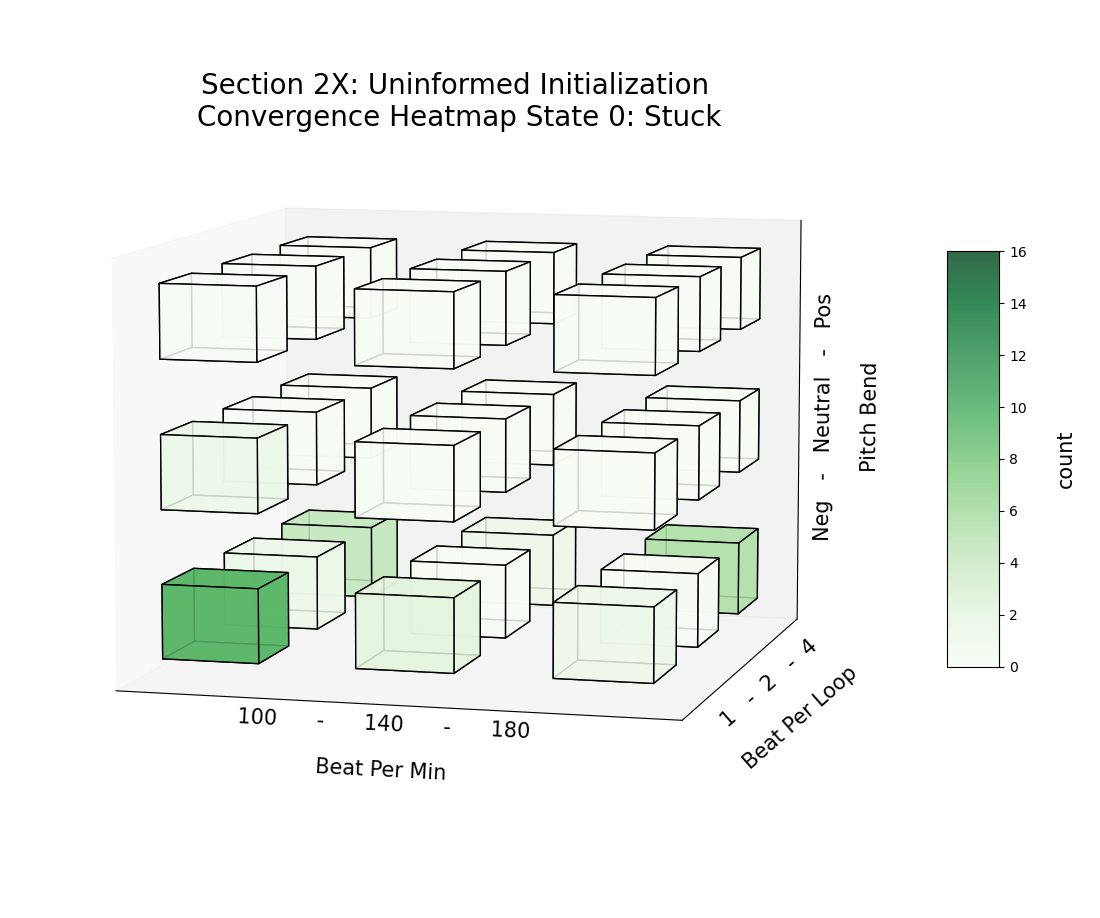 Section 2X: Uninformed Initialization
Convergence Heatmap State 0: Stuck
Neg - Neutral - Pos
Pitch Bend
1 - 2 - 4
Beat Per Loop
100 - 140 - 180
Beat Per Min
16
14
12
10
8
6
4
2
0
count